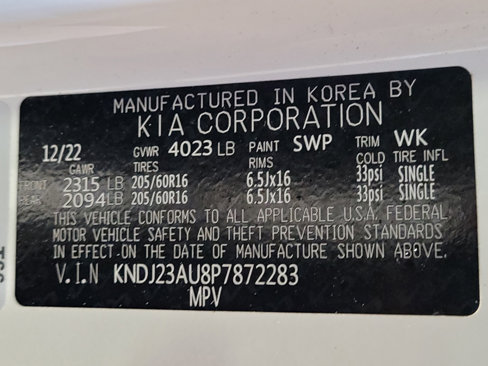 MANUFACTURED IN KOREA BY
KIA CORPORATION
12/22 GVWR 4023 LB PAINT SWP TRIM WK
GAWR TIRES RIMS COLD TIRE INFL
FRONT 2315 LB 205/60R16 6.5Jx16 33psi SINGLE
REAR 2094 LB 205/60R16 6.5Jx16 33psi SINGLE
THIS VEHICLE CONFORMS TO ALL APPLICABLE U.S.A. FEDERAL
MOTOR VEHICLE SAFETY AND THEFT PREVENTION STANDARDS
IN EFFECT ON THE DATE OF MANUFACTURE SHOWN ABOVE.
V.I.N KNDJ23AU8P7872283
MPV